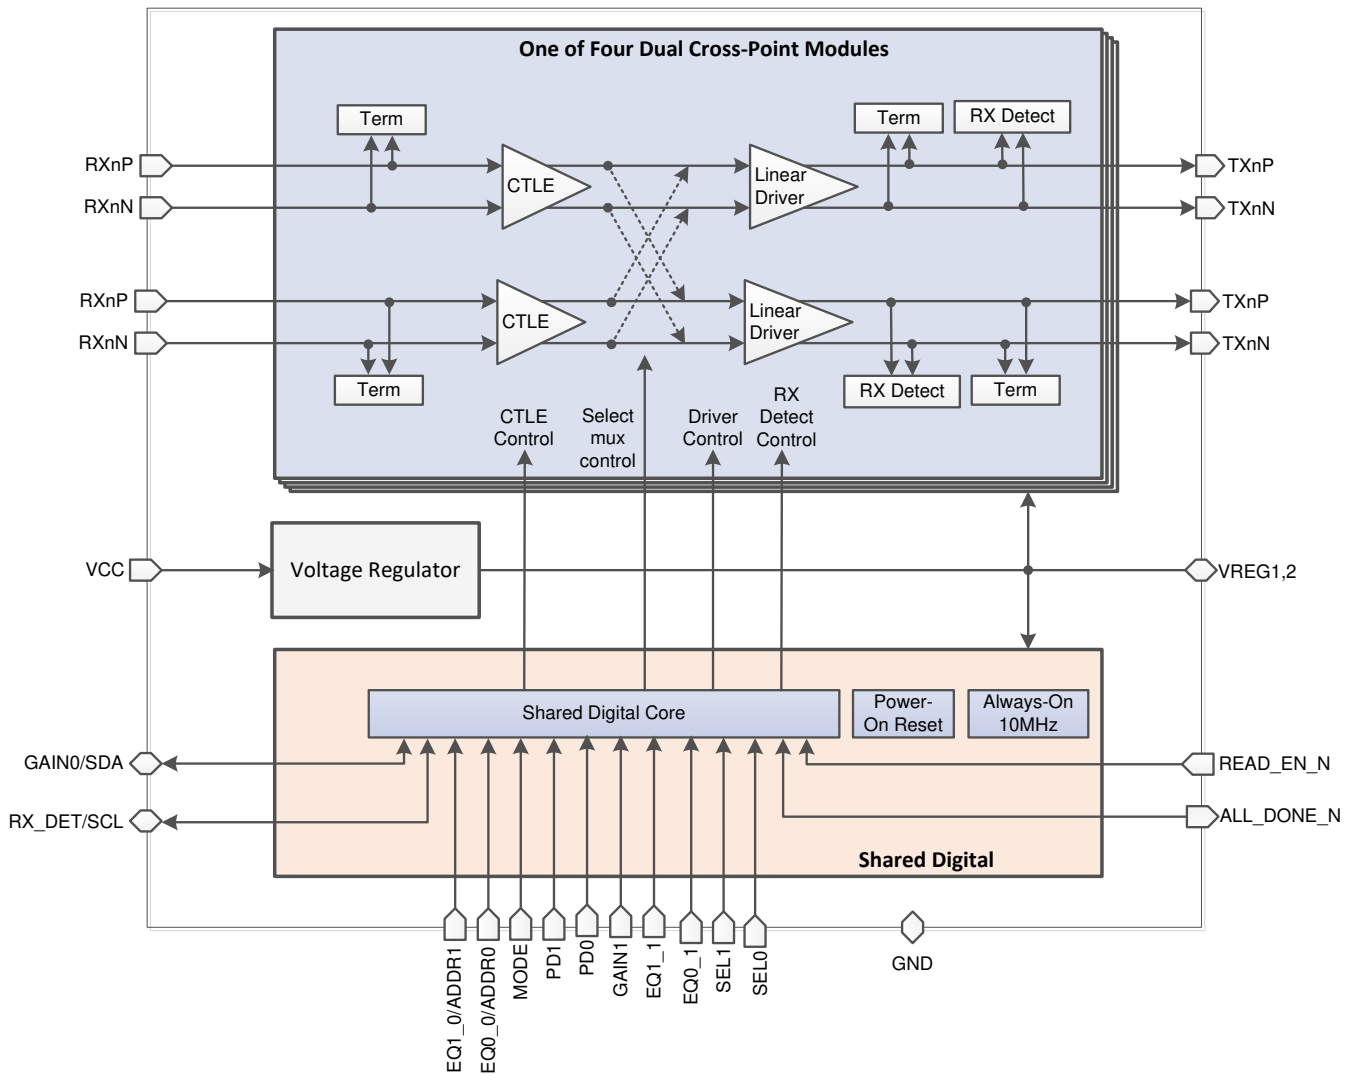 One of Four Dual Cross-Point Modules
Term
Term
RX Detect
RXnP
TXnP
CTLE
Linear
Driver
RXnN
TXnN
RXnP
TXnP
CTLE
Linear
Driver
RXnN
TXnN
Term
RX Detect
Term
CTLE
Control
Select
mux
control
Driver
Control
RX
Detect
Control
VCC
Voltage Regulator
VREG1,2
Shared Digital Core
Power-
On Reset
Always-On
10MHz
GAIN0/SDA
READ_EN_N
RX_DET/SCL
ALL_DONE_N
Shared Digital
EQ1_0/ADDR1
EQ0_0/ADDR0
MODE
PD1
PD0
GAIN1
EQ1_1
EQ0_1
SEL1
SEL0
GND